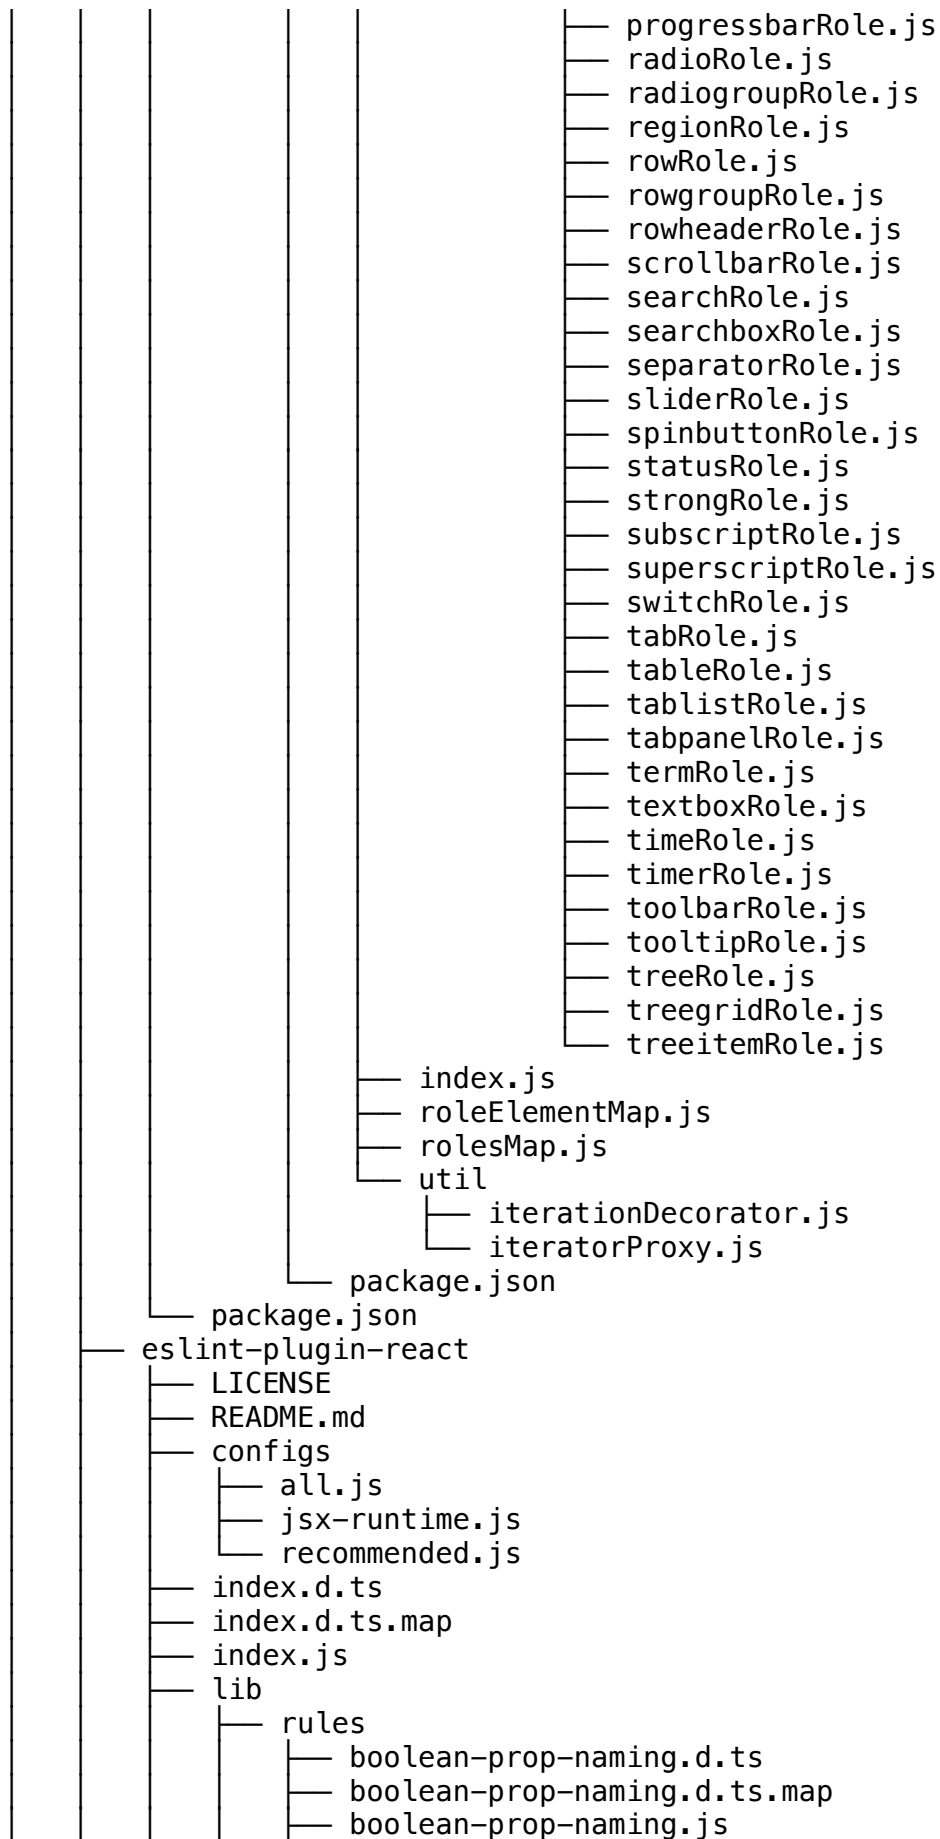 │   │   │       │   │           ├── progressbarRole.js
│   │   │       │   │           ├── radioRole.js
│   │   │       │   │           ├── radiogroupRole.js
│   │   │       │   │           ├── regionRole.js
│   │   │       │   │           ├── rowRole.js
│   │   │       │   │           ├── rowgroupRole.js
│   │   │       │   │           ├── rowheaderRole.js
│   │   │       │   │           ├── scrollbarRole.js
│   │   │       │   │           ├── searchRole.js
│   │   │       │   │           ├── searchboxRole.js
│   │   │       │   │           ├── separatorRole.js
│   │   │       │   │           ├── sliderRole.js
│   │   │       │   │           ├── spinbuttonRole.js
│   │   │       │   │           ├── statusRole.js
│   │   │       │   │           ├── strongRole.js
│   │   │       │   │           ├── subscriptRole.js
│   │   │       │   │           ├── superscriptRole.js
│   │   │       │   │           ├── switchRole.js
│   │   │       │   │           ├── tabRole.js
│   │   │       │   │           ├── tableRole.js
│   │   │       │   │           ├── tablistRole.js
│   │   │       │   │           ├── tabpanelRole.js
│   │   │       │   │           ├── termRole.js
│   │   │       │   │           ├── textboxRole.js
│   │   │       │   │           ├── timeRole.js
│   │   │       │   │           ├── timerRole.js
│   │   │       │   │           ├── toolbarRole.js
│   │   │       │   │           ├── tooltipRole.js
│   │   │       │   │           ├── treeRole.js
│   │   │       │   │           ├── treegridRole.js
│   │   │       │   │           └── treeitemRole.js
│   │   │       │   ├── index.js
│   │   │       │   ├── roleElementMap.js
│   │   │       │   ├── rolesMap.js
│   │   │       │   └── util
│   │   │       │       ├── iterationDecorator.js
│   │   │       │       └── iteratorProxy.js
│   │   │       └── package.json
│   │   └── package.json
│   ├── eslint-plugin-react
│   │   ├── LICENSE
│   │   ├── README.md
│   │   ├── configs
│   │   │   ├── all.js
│   │   │   ├── jsx-runtime.js
│   │   │   └── recommended.js
│   │   ├── index.d.ts
│   │   ├── index.d.ts.map
│   │   ├── index.js
│   │   ├── lib
│   │   │   ├── rules
│   │   │   │   ├── boolean-prop-naming.d.ts
│   │   │   │   ├── boolean-prop-naming.d.ts.map
│   │   │   │   ├── boolean-prop-naming.js